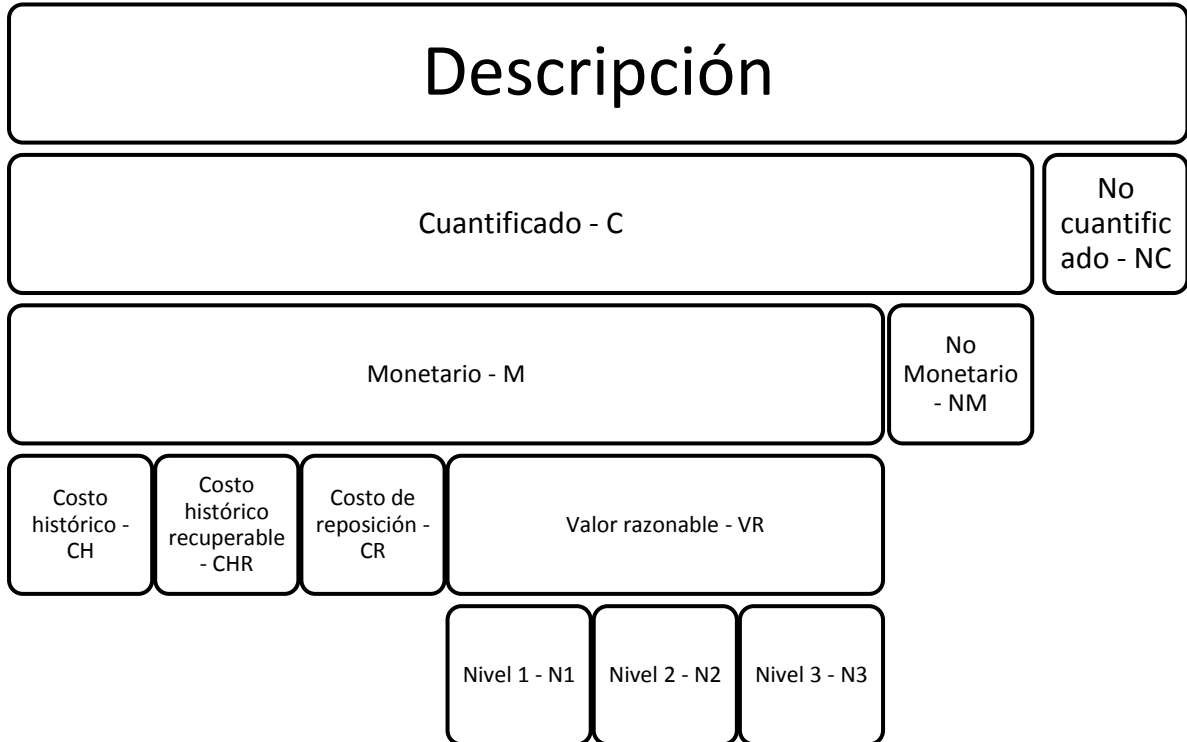 Descripción
Cuantificado - C
No
cuantific
ado - NC
Monetario - M
No
Monetario
- NM
Costo
histórico -
CH
Costo
histórico
recuperable
- CHR
Costo de
reposición -
CR
Valor razonable - VR
Nivel 1 - N1
Nivel 2 - N2
Nivel 3 - N3